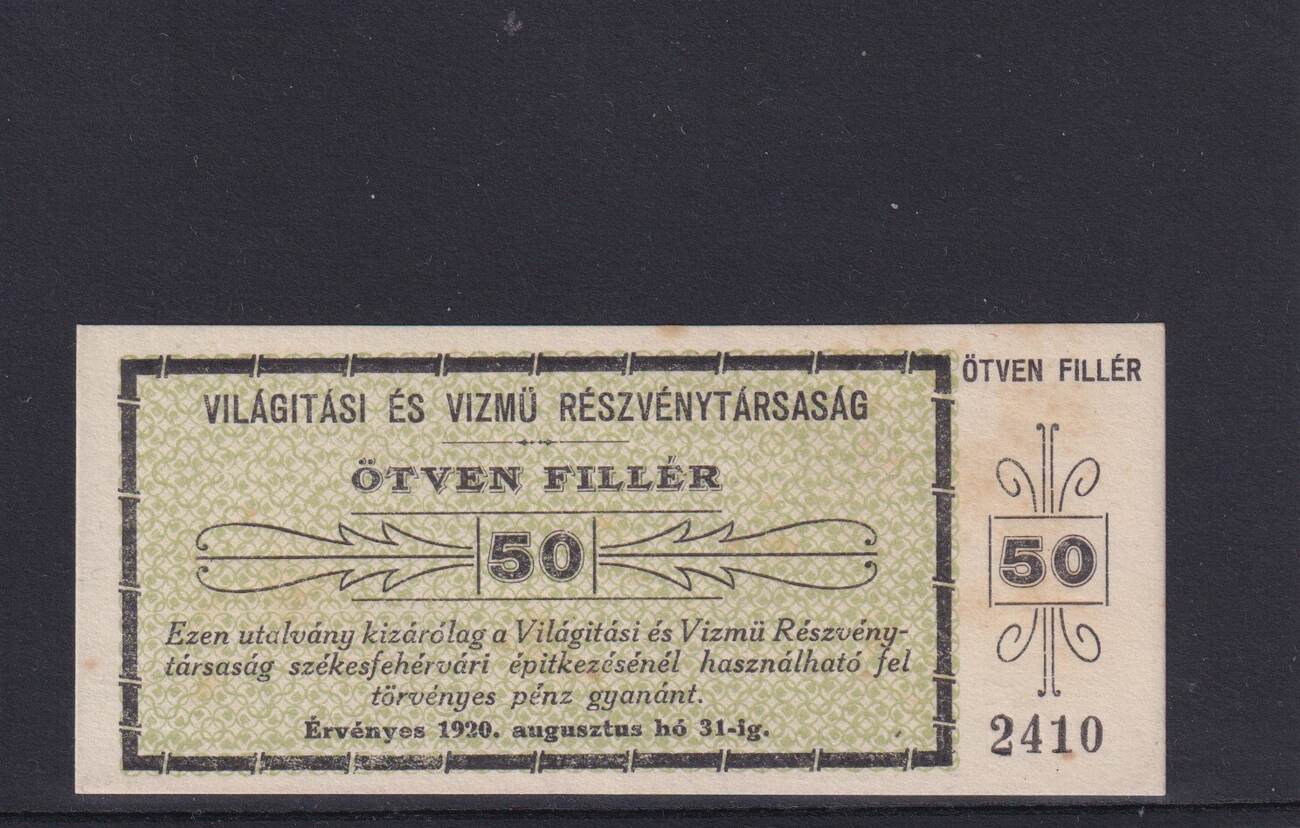 VILÁGITÁSI ÉS VIZMÜ RÉSZVÉNYTÁRSASÁG
ÖTVEN FILLÉR
50
Ezen utalvány kizárólag a Világitási és Vizmü Részvény-
társaság székesfehérvári épitkezésénél használható fel
törvényes pénz gyanánt.
Érvényes 1920. augusztus hó 31-ig.
ÖTVEN FILLÉR
50
2410